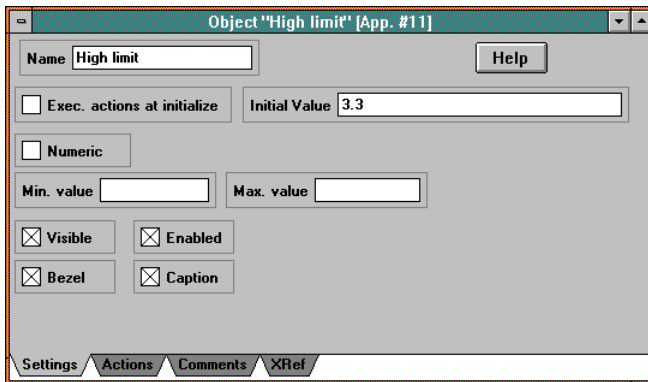 Object "High limit" [App. #11]
Name High limit Help
Exec. actions at initialize Initial Value 3.3
Numeric
Min. value Max. value
Visible Enabled
Bezel Caption
Settings Actions Comments XRef